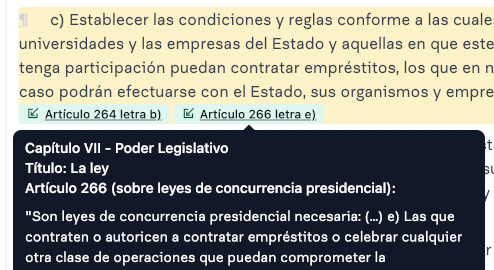 ¶ c) Establecer las condiciones y reglas conforme a las
universidades y las empresas del Estado y aquellas en que
tenga participación puedan contratar empréstitos, los que en
caso podrán efectuarse con el Estado, sus organismos y
Artículo 264 letra b) Artículo 266 letra e)
Capítulo VII - Poder Legislativo
Título: La ley
Artículo 266 (sobre leyes de concurrencia presidencial):
"Son leyes de concurrencia presidencial necesaria: (...) e) Las que
contraten o autoricen a contratar empréstitos o celebrar cualquier
otra clase de operaciones que puedan comprometer la